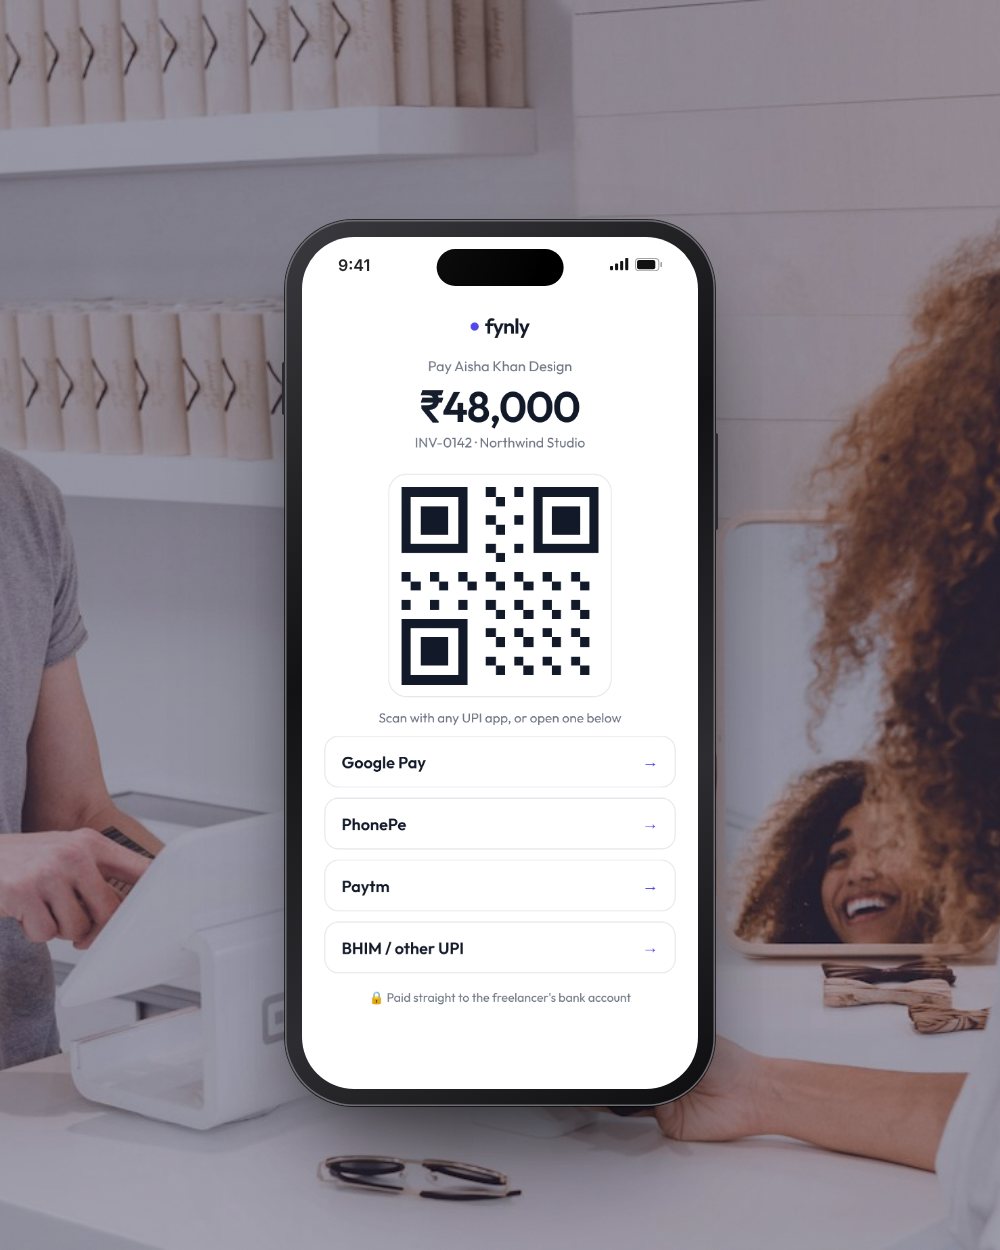 9:41
fynly
Pay Aisha Khan Design
₹48,000
INV-0142 · Northwind Studio
Scan with any UPI app, or open one below
Google Pay →
PhonePe →
Paytm →
BHIM / other UPI →
🔒 Paid straight to the freelancer's bank account